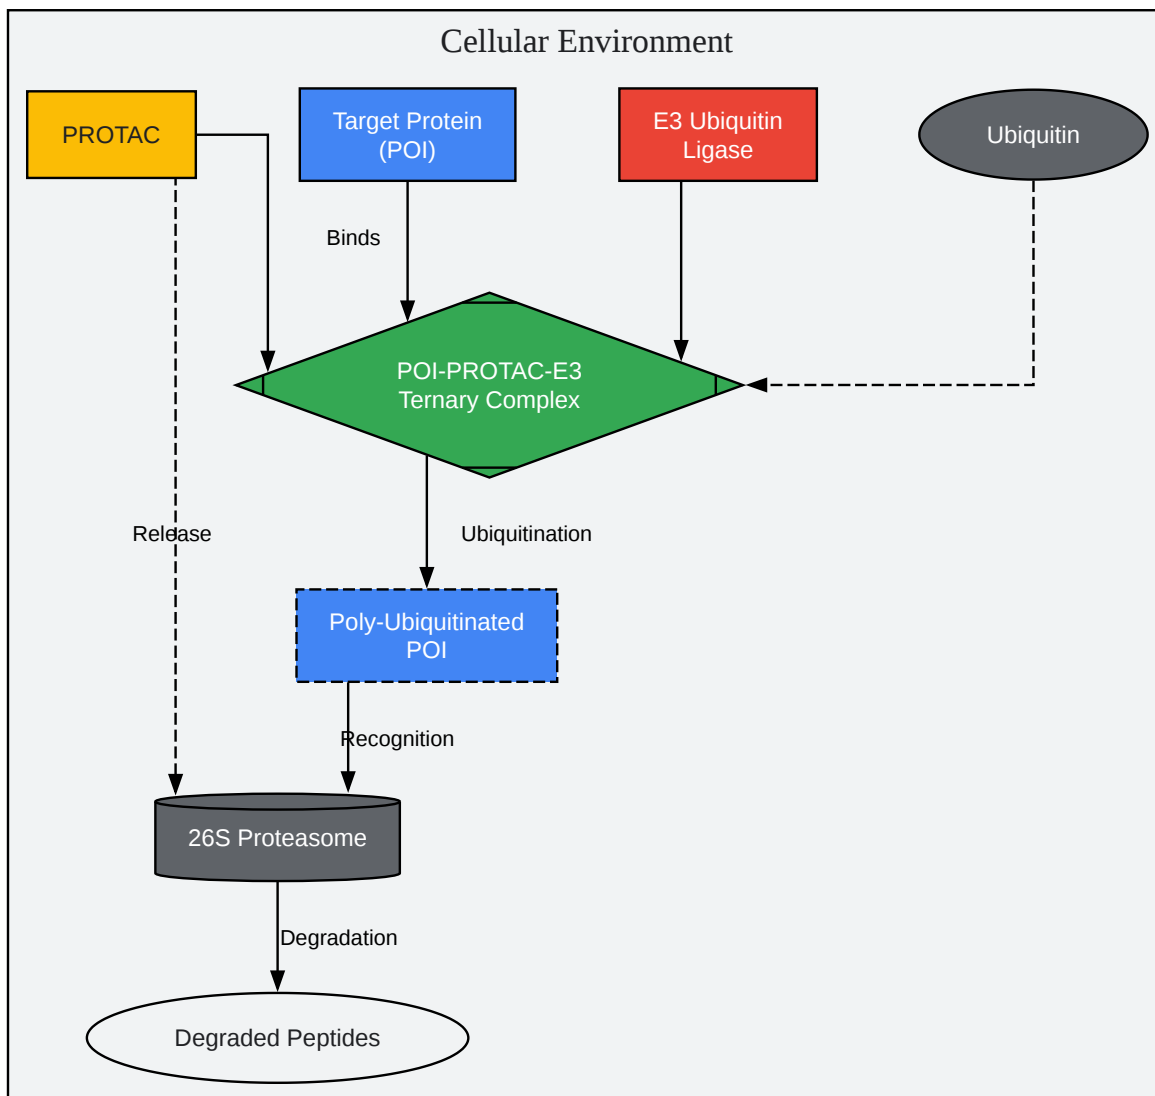 Cellular Environment
PROTAC
Target Protein
(POI)
E3 Ubiquitin
Ligase
Ubiquitin
Binds
POI-PROTAC-E3
Ternary Complex
Release
Ubiquitination
Poly-Ubiquitinated
POI
Recognition
26S Proteasome
Degradation
Degraded Peptides